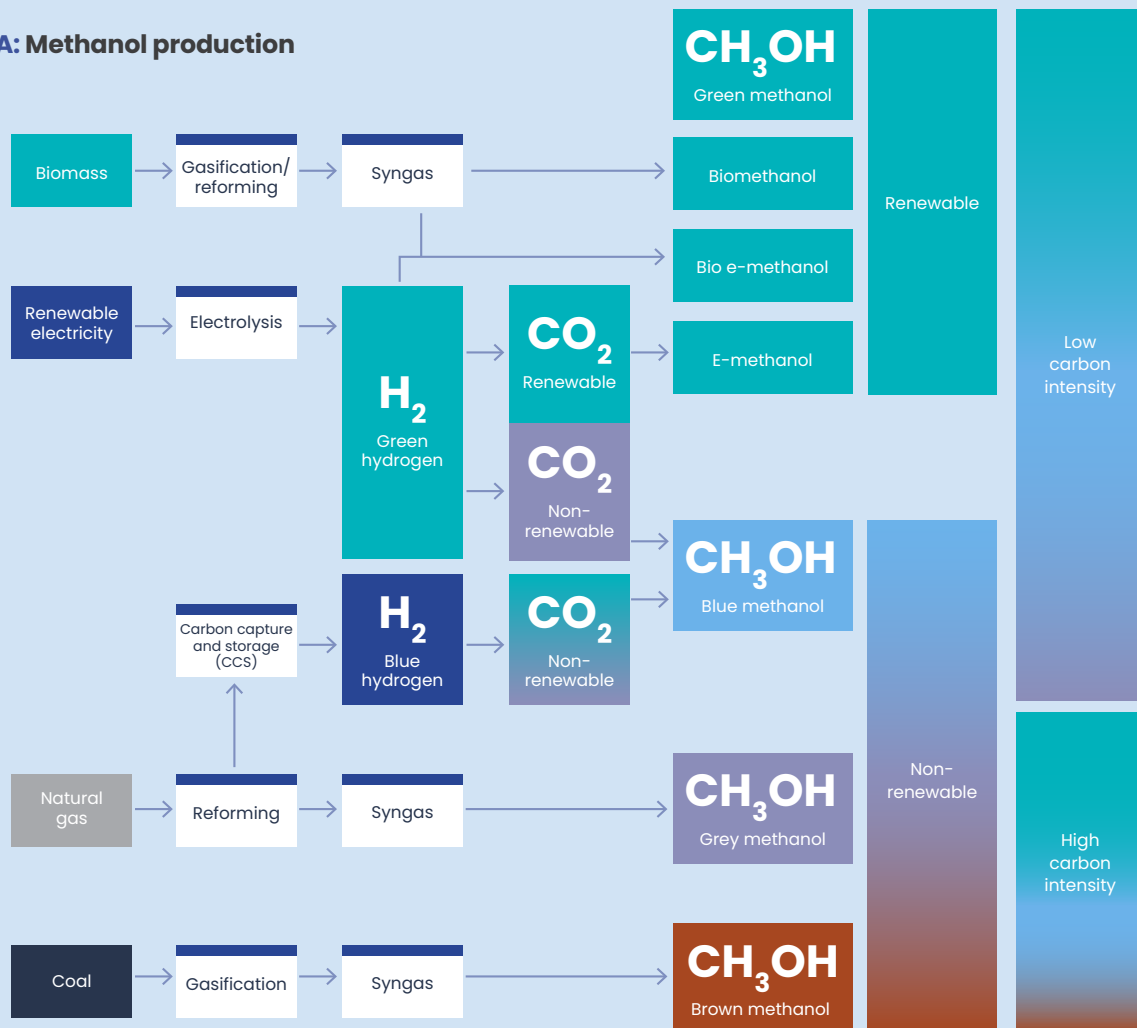 A: Methanol production
CH3OH
Green methanol
Biomass
Gasification/
reforming
Syngas
Biomethanol
Renewable
Bio e-methanol
Renewable
electricity
Electrolysis
H2
Green
hydrogen
CO2
Renewable
E-methanol
Low
carbon
intensity
CO2
Non-
renewable
CH3OH
Blue methanol
Carbon capture
and storage
(CCS)
H2
Blue
hydrogen
CO2
Non-
renewable
Natural
gas
Reforming
Syngas
CH3OH
Grey methanol
Non-
renewable
High
carbon
intensity
Coal
Gasification
Syngas
CH3OH
Brown methanol